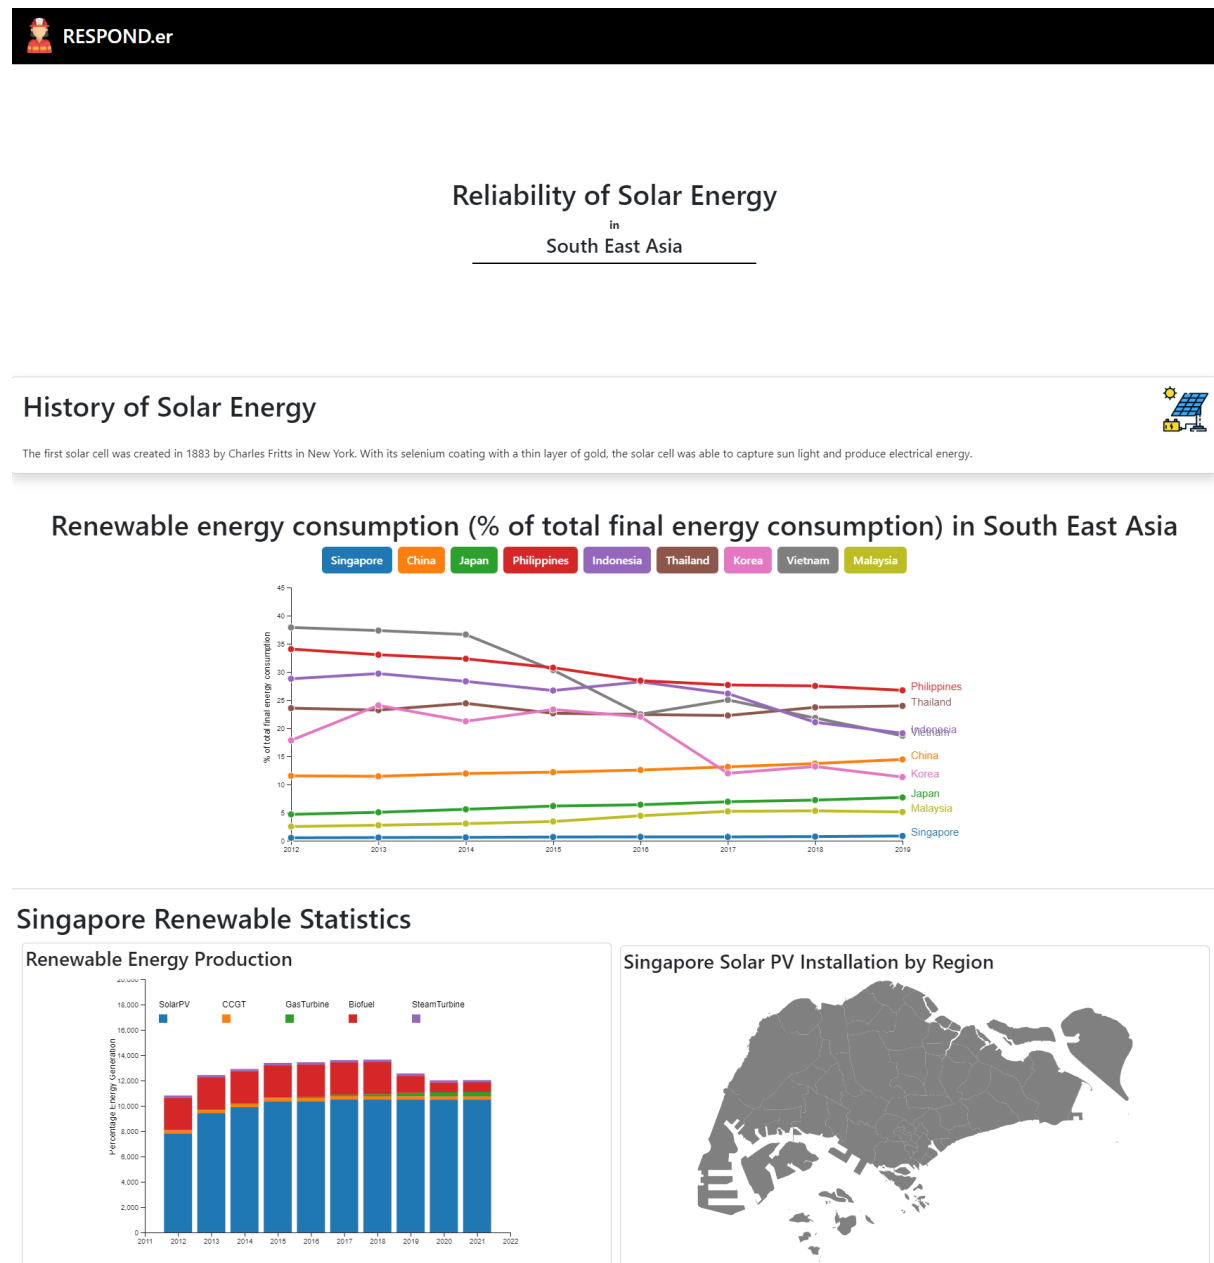 RESPOND.er
Reliability of Solar Energy
in
South East Asia
History of Solar Energy
The first solar cell was created in 1883 by Charles Fritts in New York. With its selenium coating with a thin layer of gold, the solar cell was able to capture sun light and produce electrical energy.
Renewable energy consumption (% of total final energy consumption) in South East Asia
Singapore China Japan Philippines Indonesia Thailand Korea Vietnam Malaysia
% of total final energy consumption
45
40
35
30
25
20
15
10
5
0
Philippines
Thailand
Indonesia
Vietnam
China
Korea
Japan
Malaysia
Singapore
2012 2013 2014 2015 2016 2017 2018 2019
Singapore Renewable Statistics
Renewable Energy Production
20,000
18,000
16,000
14,000
12,000
10,000
8,000
6,000
4,000
2,000
0
Percentage Energy Generation
SolarPV CCGT GasTurbine Biofuel SteamTurbine
2011 2012 2013 2014 2015 2016 2017 2018 2019 2020 2021 2022
Singapore Solar PV Installation by Region